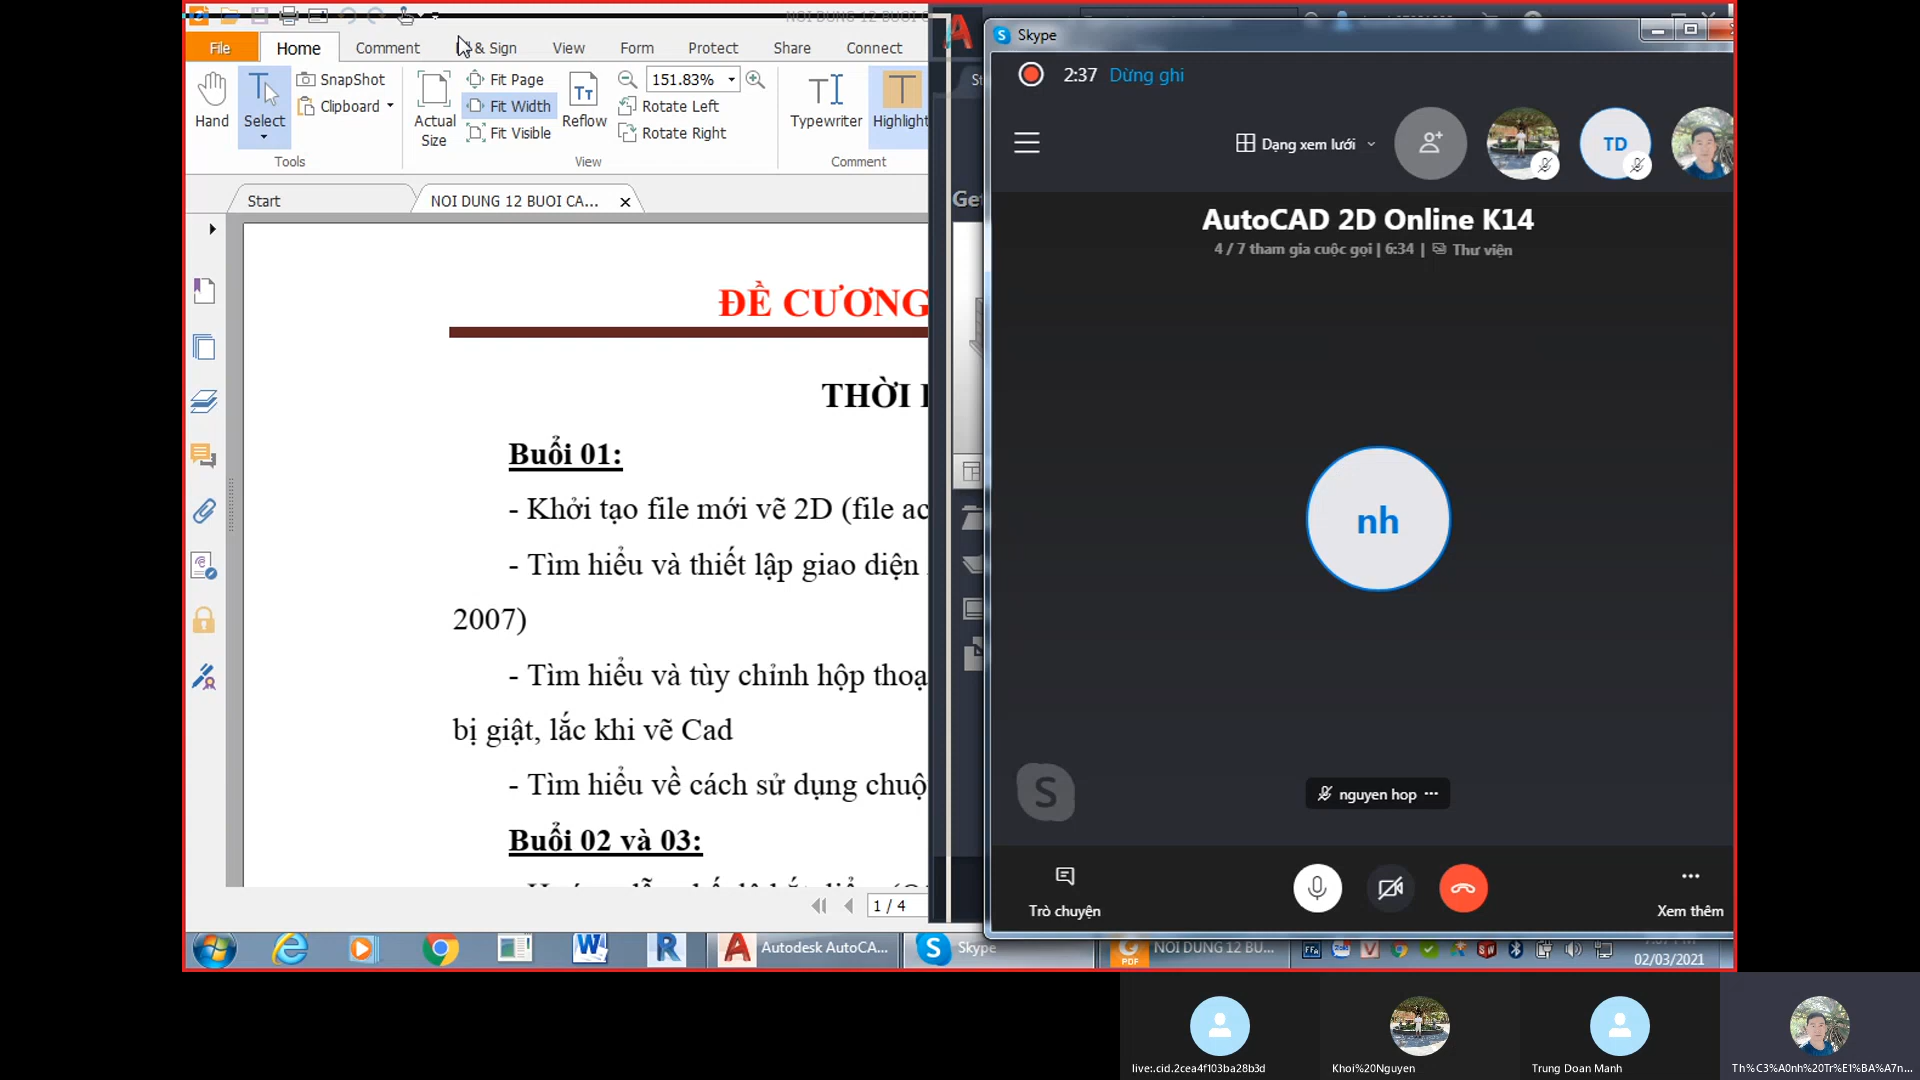 File
Home
Comment
& Sign
View
Form
Protect
Share
Connect
Hand
Select
SnapShot
Clipboard
Tools
Actual
Size
Fit Page
Fit Width
Fit Visible
Reflow
151.83%
Rotate Left
Rotate Right
View
Typewriter
Highlight
Comment
Start
NOI DUNG 12 BUOI CA...
ĐỀ CƯƠNG
THỜI
Buổi 01:
- Khởi tạo file mới vẽ 2D (file ac
- Tìm hiểu và thiết lập giao diện
2007)
- Tìm hiểu và tùy chỉnh hộp thoạ
bị giật, lắc khi vẽ Cad
- Tìm hiểu về cách sử dụng chuộ
Buổi 02 và 03:
1 / 4
Get
St
Skype
2:37 Dừng ghi
Dạng xem lưới
TD
AutoCAD 2D Online K14
4 / 7 tham gia cuộc gọi | 6:34 | Thư viện
nh
S
nguyen hop
Trò chuyện
Xem thêm
Autodesk AutoCA...
Skype
NOI DUNG 12 BU...
02/03/2021
live:.cid.2cea4f103ba28b3d
Khoi%20Nguyen
Trung Doan Manh
Th%C3%A0nh%20Tr%E1%BA%A7n...